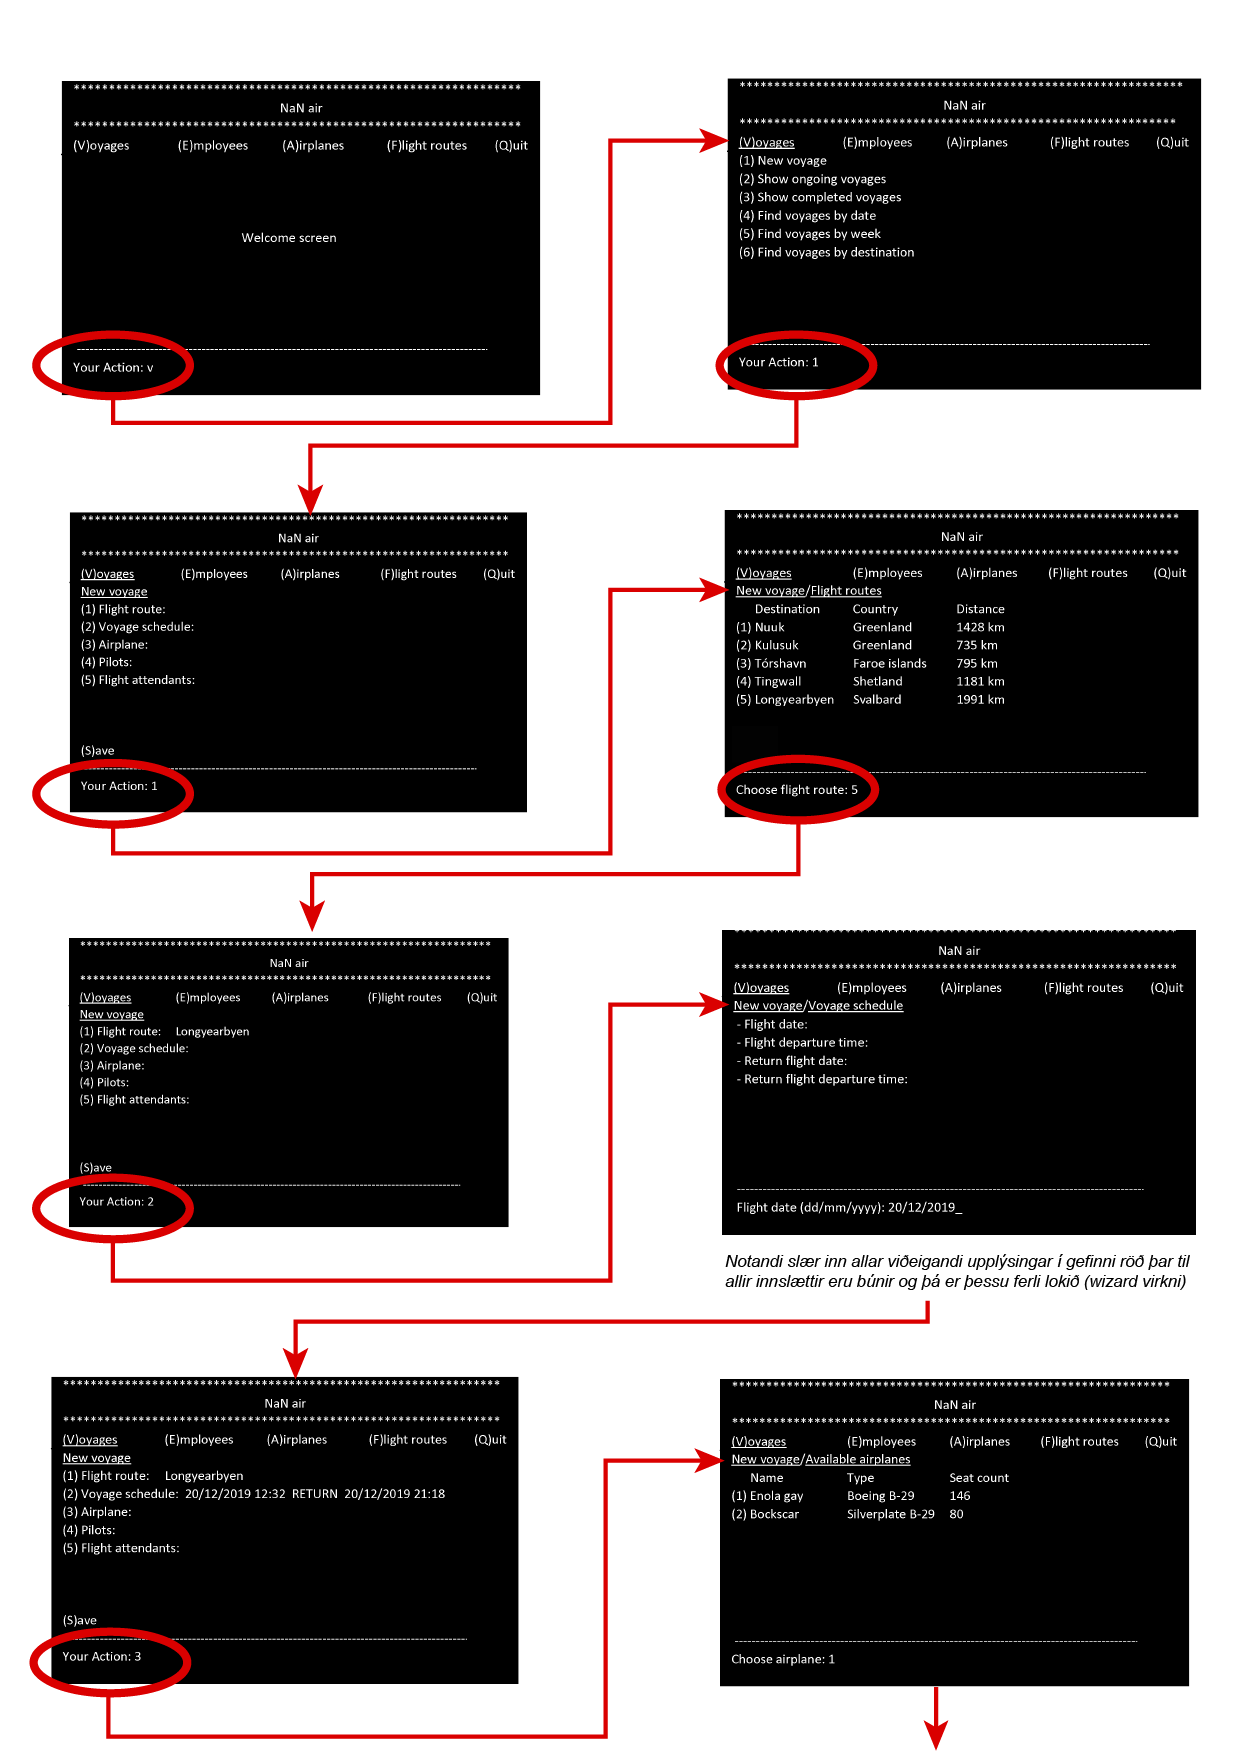 ************************************************************
NaN air
************************************************************
(V)oyages (E)mployees (A)irplanes (F)light routes (Q)uit
Welcome screen
--------------------------------------------------
Your Action: v
************************************************************
NaN air
************************************************************
(V)oyages (E)mployees (A)irplanes (F)light routes (Q)uit
(1) New voyage
(2) Show ongoing voyages
(3) Show completed voyages
(4) Find voyages by date
(5) Find voyages by week
(6) Find voyages by destination
--------------------------------------------------
Your Action: 1
************************************************************
NaN air
************************************************************
(V)oyages (E)mployees (A)irplanes (F)light routes (Q)uit
New voyage
(1) Flight route:
(2) Voyage schedule:
(3) Airplane:
(4) Pilots:
(5) Flight attendants:
(S)ave
--------------------------------------------------
Your Action: 1
************************************************************
NaN air
************************************************************
(V)oyages (E)mployees (A)irplanes (F)light routes (Q)uit
New voyage/Flight routes
Destination Country Distance
(1) Nuuk Greenland 1428 km
(2) Kulusuk Greenland 735 km
(3) Tórshavn Faroe islands 795 km
(4) Tingwall Shetland 1181 km
(5) Longyearbyen Svalbard 1991 km
--------------------------------------------------
Choose flight route: 5
************************************************************
NaN air
************************************************************
(V)oyages (E)mployees (A)irplanes (F)light routes (Q)uit
New voyage
(1) Flight route: Longyearbyen
(2) Voyage schedule:
(3) Airplane:
(4) Pilots:
(5) Flight attendants:
(S)ave
--------------------------------------------------
Your Action: 2
************************************************************
NaN air
************************************************************
(V)oyages (E)mployees (A)irplanes (F)light routes (Q)uit
New voyage/Voyage schedule
- Flight date:
- Flight departure time:
- Return flight date:
- Return flight departure time:
--------------------------------------------------
Flight date (dd/mm/yyyy): 20/12/2019_
Notandi slær inn allar viðeigandi upplýsingar í gefinni röð þar til
allir innslættir eru búnir og þá er þessu ferli lokið (wizard virkni)
************************************************************
NaN air
************************************************************
(V)oyages (E)mployees (A)irplanes (F)light routes (Q)uit
New voyage
(1) Flight route: Longyearbyen
(2) Voyage schedule: 20/12/2019 12:32 RETURN 20/12/2019 21:18
(3) Airplane:
(4) Pilots:
(5) Flight attendants:
(S)ave
--------------------------------------------------
Your Action: 3
************************************************************
NaN air
************************************************************
(V)oyages (E)mployees (A)irplanes (F)light routes (Q)uit
New voyage/Available airplanes
Name Type Seat count
(1) Enola gay Boeing B-29 146
(2) Bockscar Silverplate B-29 80
--------------------------------------------------
Choose airplane: 1